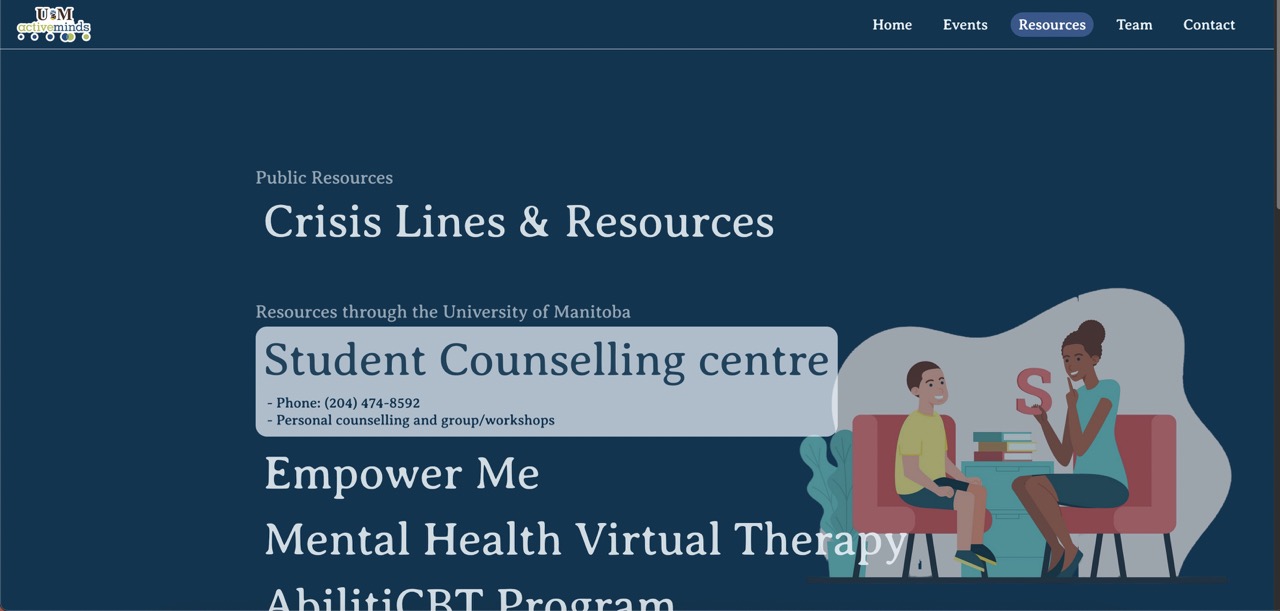 U&M
activeminds
Home
Events
Resources
Team
Contact
Public Resources
Crisis Lines & Resources
Resources through the University of Manitoba
Student Counselling centre
- Phone: (204) 474-8592
- Personal counselling and group/workshops
Empower Me
S
Mental Health Virtual Therapy
AbilitiCBT Program